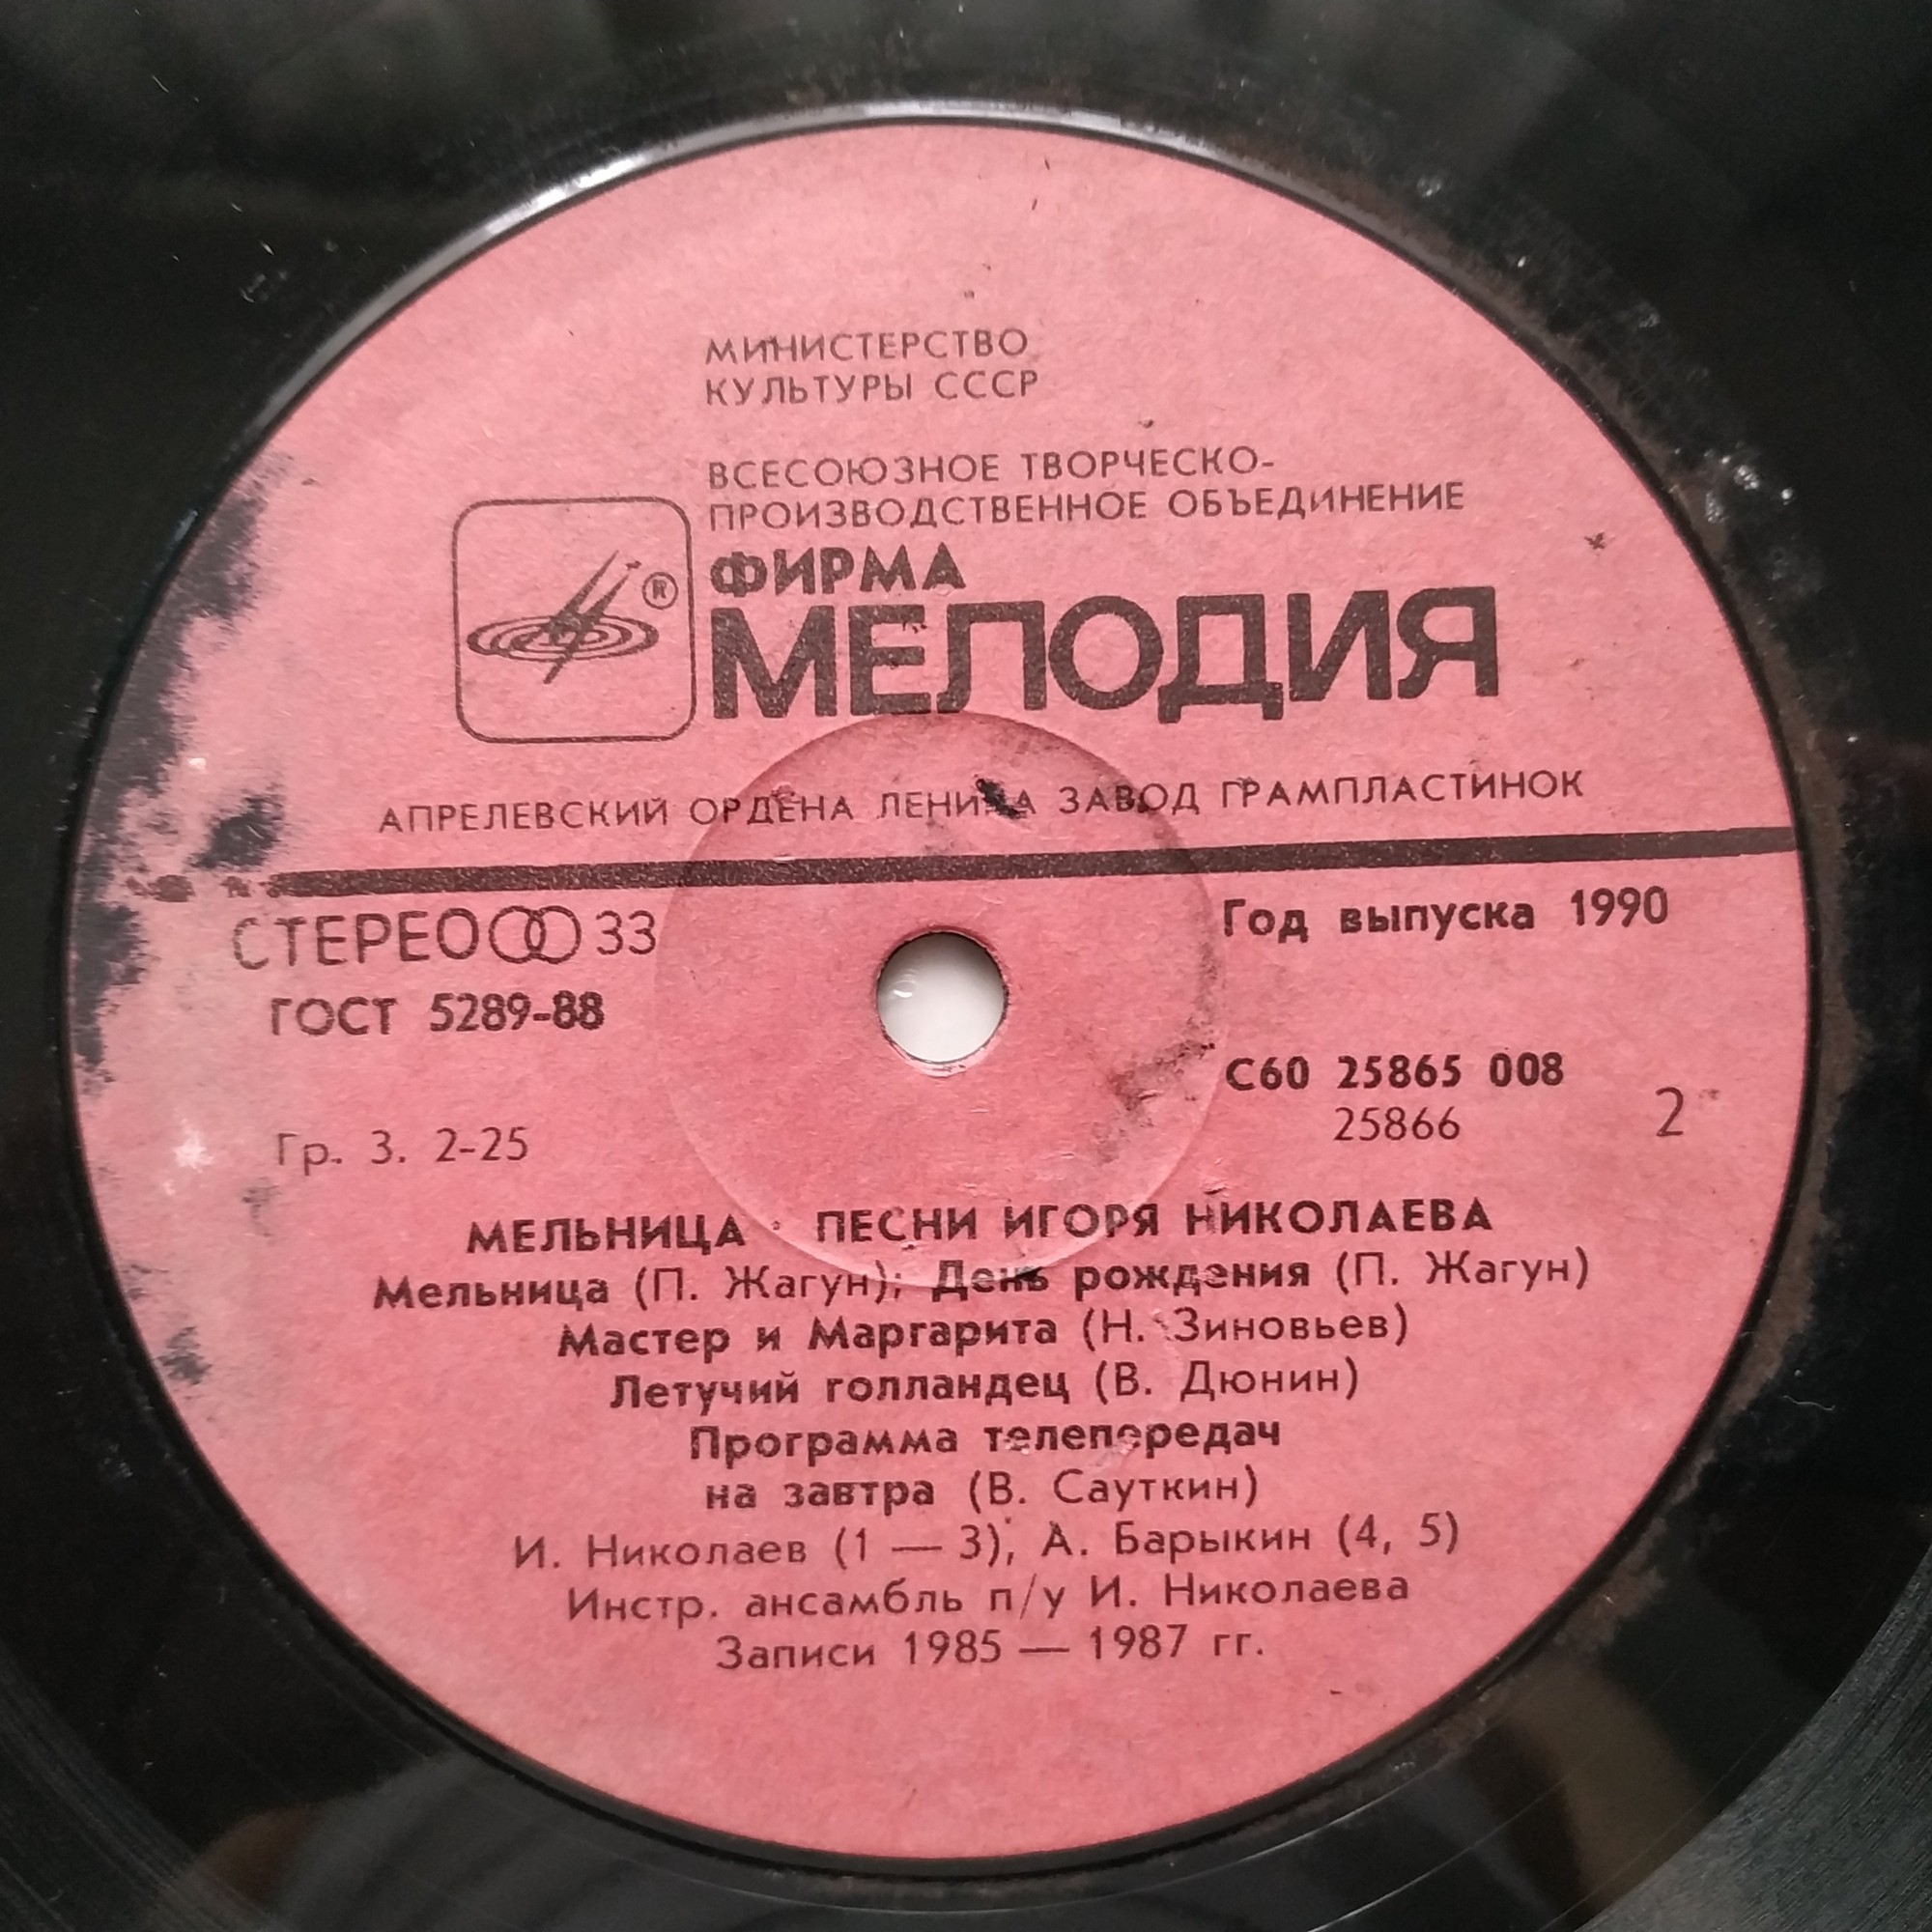 МИНИСТЕРСТВО
КУЛЬТУРЫ СССР
ВСЕСОЮЗНОЕ ТВОРЧЕСКО-
ПРОИЗВОДСТВЕННОЕ ОБЪЕДИНЕНИЕ
®
ФИРМА
МЕЛОДИЯ
АПРЕЛЕВСКИЙ ОРДЕНА ЛЕНИНА ЗАВОД ГРАМПЛАСТИНОК
СТЕРЕО 33
Год выпуска 1990
ГОСТ 5289-88
С60 25865 008
25866
2
Гр. 3. 2-25
МЕЛЬНИЦА · ПЕСНИ ИГОРЯ НИКОЛАЕВА
Мельница (П. Жагун); День рождения (П. Жагун)
Мастер и Маргарита (Н. Зиновьев)
Летучий голландец (В. Дюнин)
Программа телепередач
на завтра (В. Сауткин)
И. Николаев (1 — 3), А. Барыкин (4, 5)
Инстр. ансамбль п/у И. Николаева
Записи 1985 — 1987 гг.